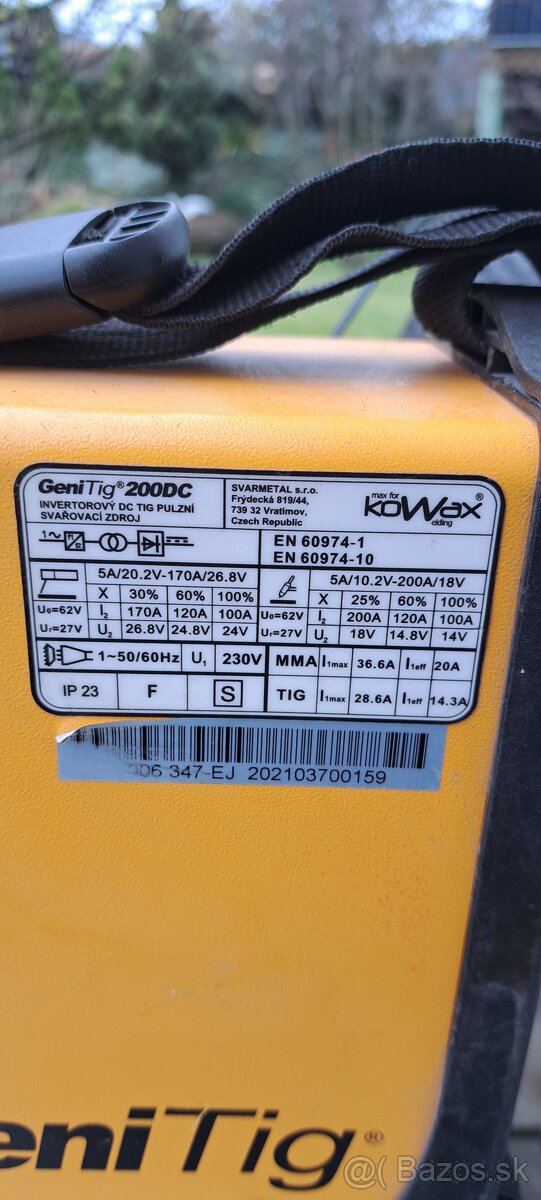 GeniTig® 200DC
INVERTOROVÝ DC TIG PULZNÍ
SVAŘOVACÍ ZDROJ
SVARMETAL s.r.o.
Frýdecká 819/44,
739 32 Vratimov,
Czech Republic
max for
kowax®
elding
1~
EN 60974-1
EN 60974-10
5A/20.2V-170A/26.8V
X 30% 60% 100%
U₀=62V I₂ 170A 120A 100A
Uᵣ=27V U₂ 26.8V 24.8V 24V
5A/10.2V-200A/18V
X 25% 60% 100%
U₀=62V I₂ 200A 120A 100A
Uᵣ=27V U₂ 18V 14.8V 14V
1~50/60Hz U₁ 230V
MMA I1max 36.6A I1eff 20A
IP 23 F S
TIG I1max 28.6A I1eff 14.3A
347-EJ 202103700159
eniTig®
@ Bazos.sk